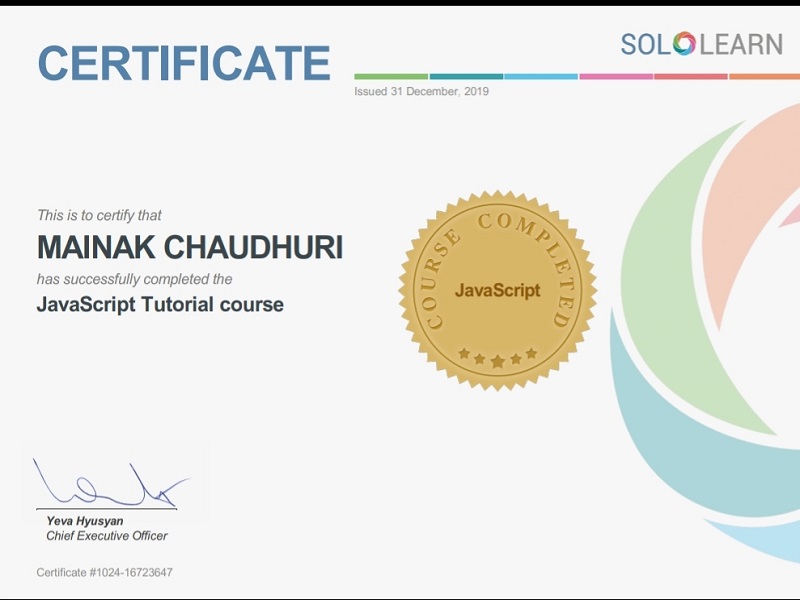 CERTIFICATE
SOLOLEARN
Issued 31 December, 2019
This is to certify that
MAINAK CHAUDHURI
has successfully completed the
JavaScript Tutorial course
COURSE COMPLETED
JavaScript
Yeva Hyusyan
Chief Executive Officer
Certificate #1024-16723647